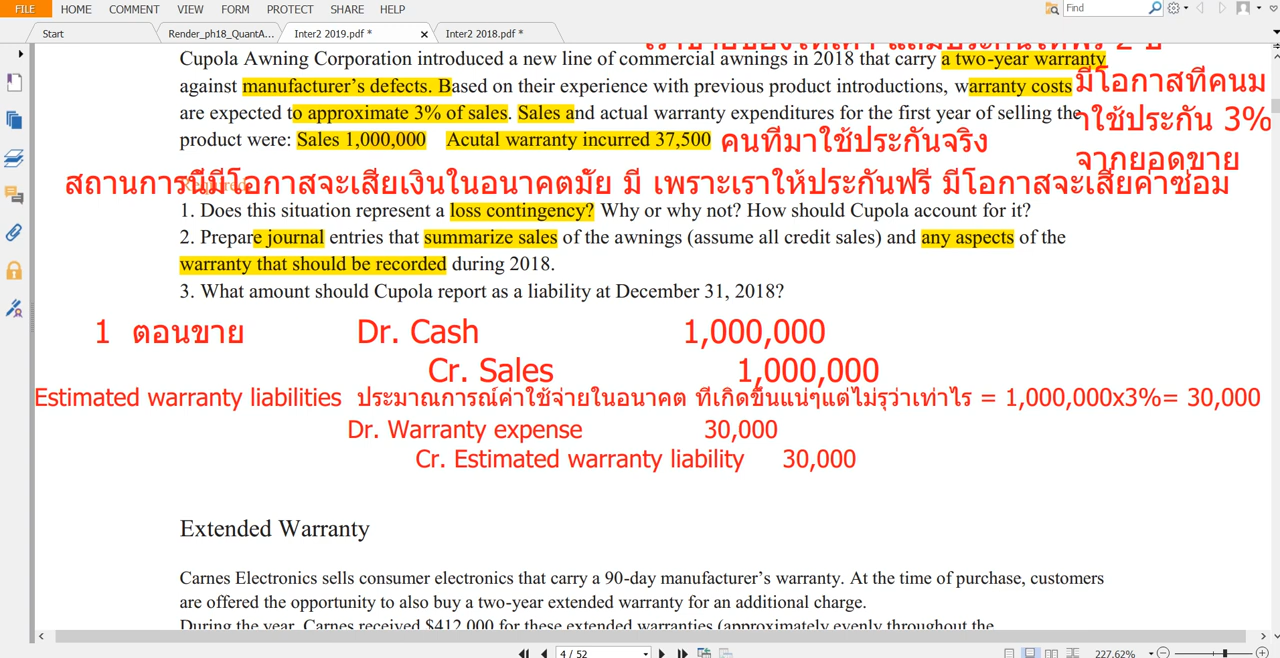 FILE HOME COMMENT VIEW FORM PROTECT SHARE HELP Find
Start Render_ph18_QuantA... Inter2 2019.pdf * Inter2 2018.pdf *
Cupola Awning Corporation introduced a new line of commercial awnings in 2018 that carry a two-year warranty
against manufacturer's defects. Based on their experience with previous product introductions, warranty costs
มีโอกาสที่คนม
are expected to approximate 3% of sales. Sales and actual warranty expenditures for the first year of selling the
าใช้ประกัน 3%
product were: Sales 1,000,000 Acutal warranty incurred 37,500 คนที่มาใช้ประกันจริง
จากยอดขาย
สถานการนี้มีโอกาสจะเสียเงินในอนาคตมั้ย มี เพราะเราให้ประกันฟรี มีโอกาสจะเสียค่าซ่อม
1. Does this situation represent a loss contingency? Why or why not? How should Cupola account for it?
2. Prepare journal entries that summarize sales of the awnings (assume all credit sales) and any aspects of the
warranty that should be recorded during 2018.
3. What amount should Cupola report as a liability at December 31, 2018?
1 ตอนขาย Dr. Cash 1,000,000
Cr. Sales 1,000,000
Estimated warranty liabilities ประมาณการณ์ค่าใช้จ่ายในอนาคต ที่เกิดขึ้นแน่ๆแต่ไม่รุว่าเท่าไร = 1,000,000x3%= 30,000
Dr. Warranty expense 30,000
Cr. Estimated warranty liability 30,000
Extended Warranty
Carnes Electronics sells consumer electronics that carry a 90-day manufacturer's warranty. At the time of purchase, customers
are offered the opportunity to also buy a two-year extended warranty for an additional charge.
During the year, Carnes received $412,000 for these extended warranties (approximately evenly throughout the
4 / 52 227.62%